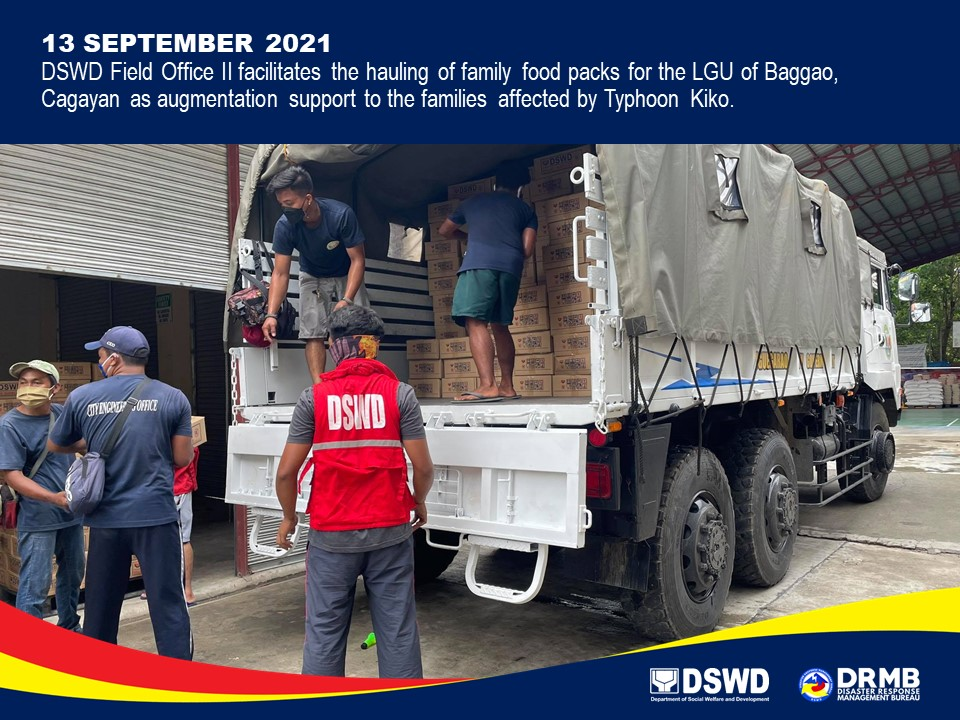 13 SEPTEMBER 2021
DSWD Field Office II facilitates the hauling of family food packs for the LGU of Baggao,
Cagayan as augmentation support to the families affected by Typhoon Kiko.
DSWD
CITY ENGINEERING OFFICE
DSWD
DSWD
Department of Social Welfare and Development
DRMB
DISASTER RESPONSE
MANAGEMENT BUREAU